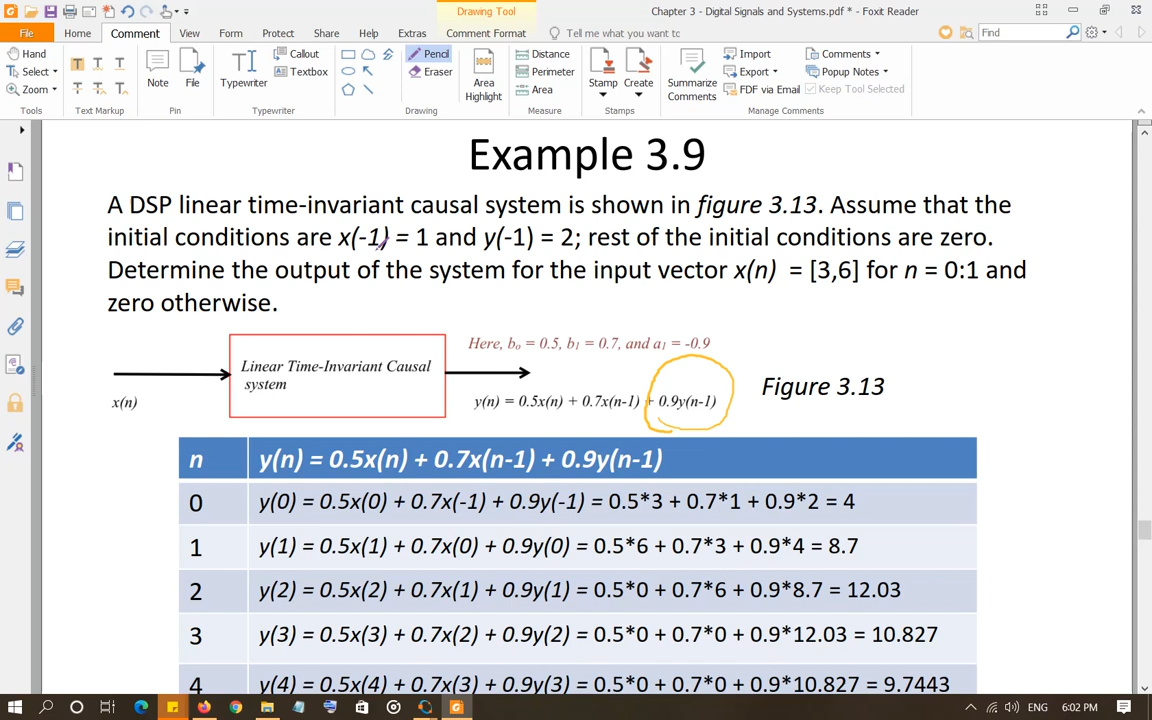 Drawing Tool
Chapter 3 - Digital Signals and Systems.pdf * - Foxit Reader
File Home Comment View Form Protect Share Help Extras Comment Format Tell me what you want to do Find
Hand
Select
Zoom
Tools
Text Markup
Note
File
Pin
Typewriter
Callout
Textbox
Typewriter
Pencil
Eraser
Area
Highlight
Drawing
Distance
Perimeter
Area
Measure
Stamp
Create
Stamps
Summarize
Comments
Import
Export
FDF via Email
Comments
Popup Notes
Keep Tool Selected
Manage Comments
Example 3.9
A DSP linear time-invariant causal system is shown in figure 3.13. Assume that the
initial conditions are x(-1) = 1 and y(-1) = 2; rest of the initial conditions are zero.
Determine the output of the system for the input vector x(n) = [3,6] for n = 0:1 and
zero otherwise.
Here, bo = 0.5, b1 = 0.7, and a1 = -0.9
Linear Time-Invariant Causal
system
x(n)
y(n) = 0.5x(n) + 0.7x(n-1) + 0.9y(n-1)
Figure 3.13
n y(n) = 0.5x(n) + 0.7x(n-1) + 0.9y(n-1)
0 y(0) = 0.5x(0) + 0.7x(-1) + 0.9y(-1) = 0.5*3 + 0.7*1 + 0.9*2 = 4
1 y(1) = 0.5x(1) + 0.7x(0) + 0.9y(0) = 0.5*6 + 0.7*3 + 0.9*4 = 8.7
2 y(2) = 0.5x(2) + 0.7x(1) + 0.9y(1) = 0.5*0 + 0.7*6 + 0.9*8.7 = 12.03
3 y(3) = 0.5x(3) + 0.7x(2) + 0.9y(2) = 0.5*0 + 0.7*0 + 0.9*12.03 = 10.827
4 y(4) = 0.5x(4) + 0.7x(3) + 0.9y(3) = 0.5*0 + 0.7*0 + 0.9*10.827 = 9.7443
ENG 6:02 PM